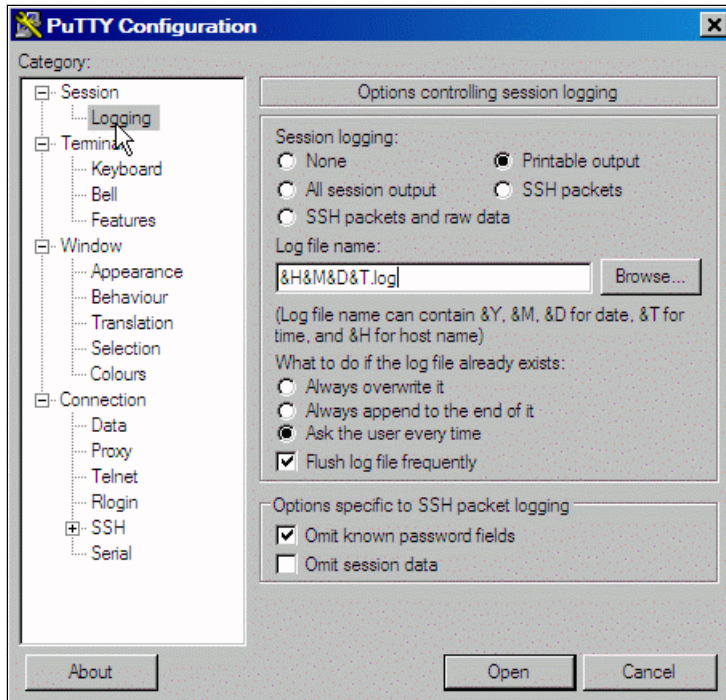 PuTTY Configuration
Category:
Session
Logging
Terminal
Keyboard
Bell
Features
Window
Appearance
Behaviour
Translation
Selection
Colours
Connection
Data
Proxy
Telnet
Rlogin
SSH
Serial
Options controlling session logging
Session logging:
None
Printable output
All session output
SSH packets
SSH packets and raw data
Log file name:
&H&M&D&T.log
Browse...
(Log file name can contain &Y, &M, &D for date, &T for
time, and &H for host name)
What to do if the log file already exists:
Always overwrite it
Always append to the end of it
Ask the user every time
Flush log file frequently
Options specific to SSH packet logging
Omit known password fields
Omit session data
About
Open
Cancel